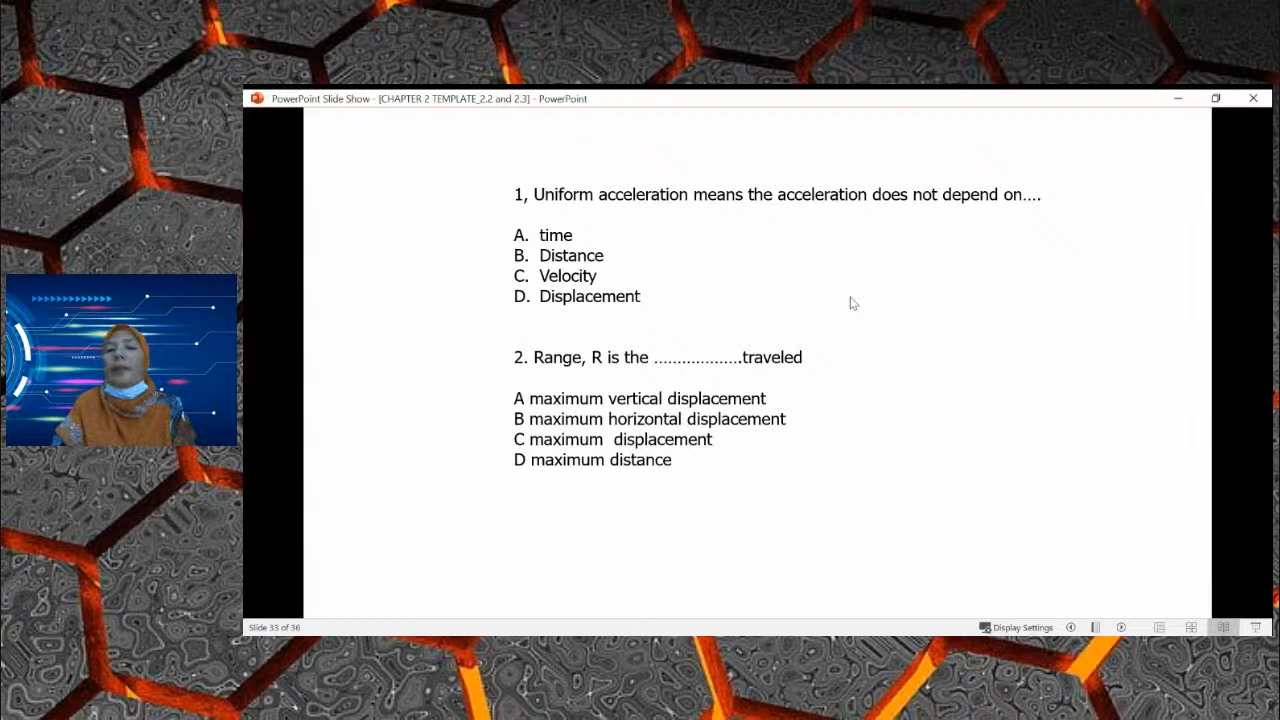 PowerPoint Slide Show - [CHAPTER 2 TEMPLATE_2.2 and 2.3] - PowerPoint
1, Uniform acceleration means the acceleration does not depend on....
A. time
B. Distance
C. Velocity
D. Displacement
2. Range, R is the ...................traveled
A maximum vertical displacement
B maximum horizontal displacement
C maximum displacement
D maximum distance
Slide 33 of 36
Display Settings